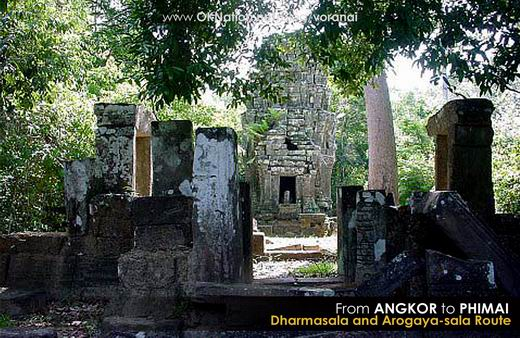 From ANGKOR to PHIMAI
Dharmasala and Arogaya-sala Route